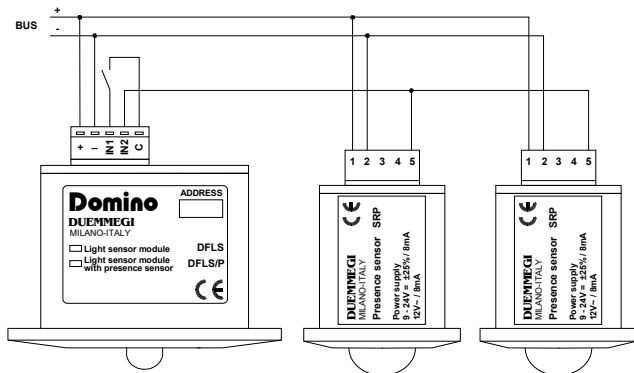 +
BUS
-
+ – IN1 IN2 C
1 2 3 4 5
1 2 3 4 5
Domino
ADDRESS
DUEMMEGI
MILANO-ITALY
Light sensor module DFLS
Light sensor module
with presence sensor DFLS/P
CE
CE
DUEMMEGI
MILANO-ITALY
Presence sensor SRP
Power supply
9 - 24V = ±25% / 8mA
12V~ / 8mA
CE
DUEMMEGI
MILANO-ITALY
Presence sensor SRP
Power supply
9 - 24V = ±25% / 8mA
12V~ / 8mA